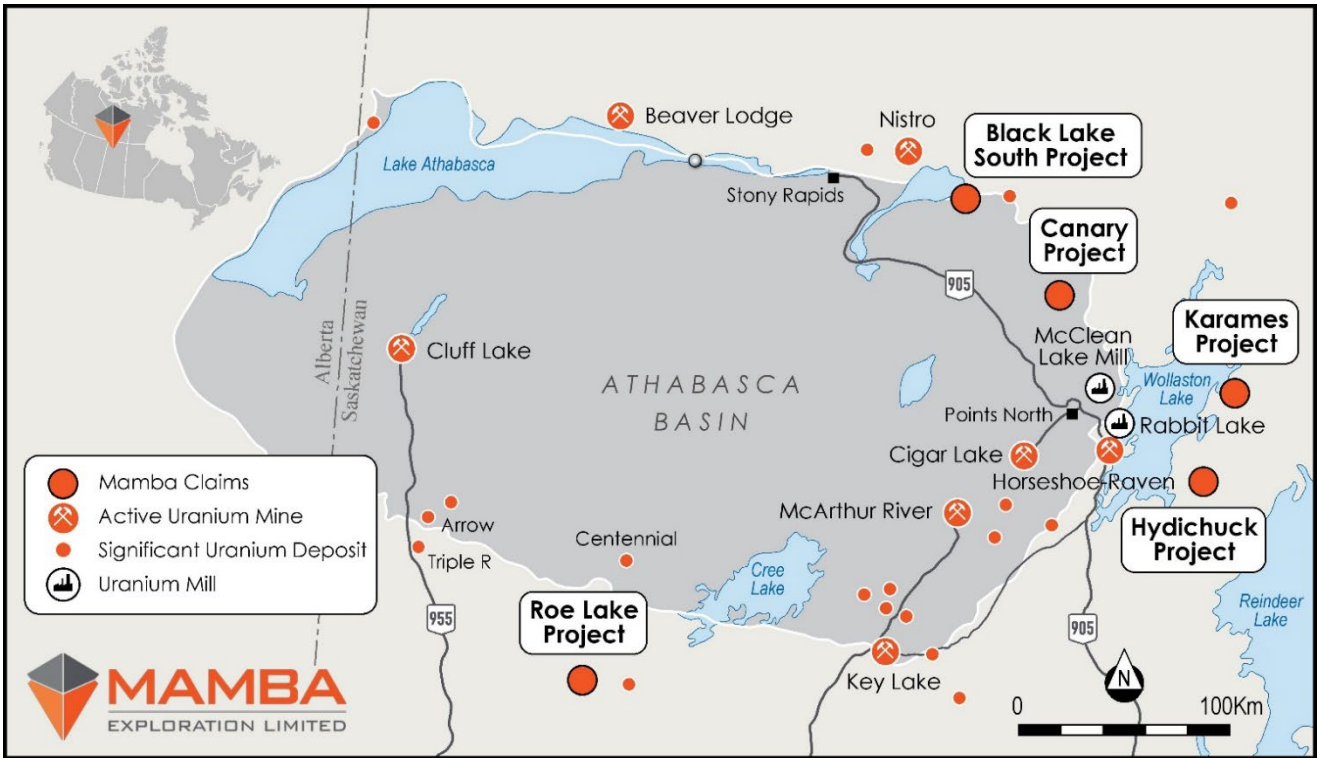 Beaver Lodge
Nistro
Black Lake
South Project
Lake Athabasca
Stony Rapids
Canary
Project
905
Karames
Project
McClean
Lake Mill
Wollaston
Lake
Alberta
Saskatchewan
Cluff Lake
ATHABASCA
BASIN
Points North
Rabbit Lake
Cigar Lake
Horseshoe-Raven
McArthur River
Hydichuck
Project
Mamba Claims
Active Uranium Mine
Significant Uranium Deposit
Uranium Mill
Arrow
Triple R
Centennial
Cree
Lake
Roe Lake
Project
955
905
Reindeer
Lake
Key Lake
N
0 100Km
MAMBA
EXPLORATION LIMITED